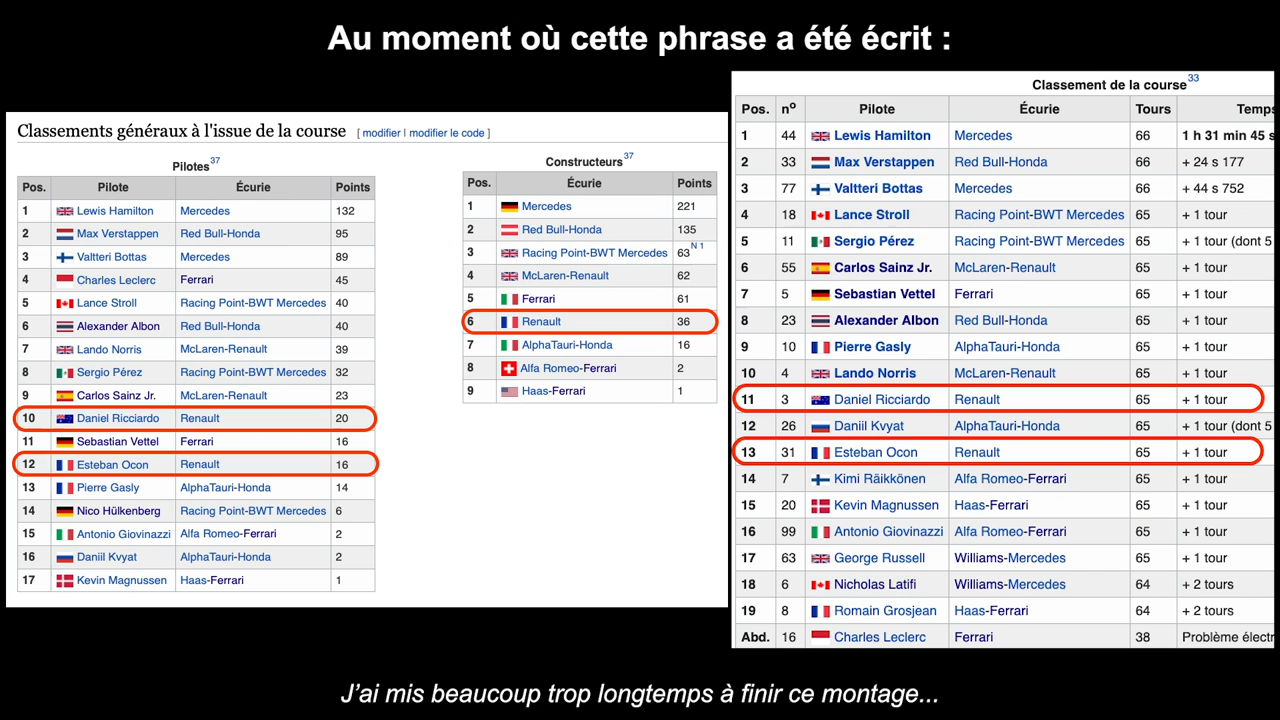 Au moment où cette phrase a été écrit :
Classements généraux à l'issue de la course [ modifier | modifier le code ]
Pilotes37
Pos. Pilote Écurie Points
1 Lewis Hamilton Mercedes 132
2 Max Verstappen Red Bull-Honda 95
3 Valtteri Bottas Mercedes 89
4 Charles Leclerc Ferrari 45
5 Lance Stroll Racing Point-BWT Mercedes 40
6 Alexander Albon Red Bull-Honda 40
7 Lando Norris McLaren-Renault 39
8 Sergio Pérez Racing Point-BWT Mercedes 32
9 Carlos Sainz Jr. McLaren-Renault 23
10 Daniel Ricciardo Renault 20
11 Sebastian Vettel Ferrari 16
12 Esteban Ocon Renault 16
13 Pierre Gasly AlphaTauri-Honda 14
14 Nico Hülkenberg Racing Point-BWT Mercedes 6
15 Antonio Giovinazzi Alfa Romeo-Ferrari 2
16 Daniil Kvyat AlphaTauri-Honda 2
17 Kevin Magnussen Haas-Ferrari 1
Constructeurs37
Pos. Écurie Points
1 Mercedes 221
2 Red Bull-Honda 135
3 Racing Point-BWT Mercedes 63N 1
4 McLaren-Renault 62
5 Ferrari 61
6 Renault 36
7 AlphaTauri-Honda 16
8 Alfa Romeo-Ferrari 2
9 Haas-Ferrari 1
Classement de la course33
Pos. no Pilote Écurie Tours Temps
1 44 Lewis Hamilton Mercedes 66 1 h 31 min 45 s
2 33 Max Verstappen Red Bull-Honda 66 + 24 s 177
3 77 Valtteri Bottas Mercedes 66 + 44 s 752
4 18 Lance Stroll Racing Point-BWT Mercedes 65 + 1 tour
5 11 Sergio Pérez Racing Point-BWT Mercedes 65 + 1 tour (dont 5
6 55 Carlos Sainz Jr. McLaren-Renault 65 + 1 tour
7 5 Sebastian Vettel Ferrari 65 + 1 tour
8 23 Alexander Albon Red Bull-Honda 65 + 1 tour
9 10 Pierre Gasly AlphaTauri-Honda 65 + 1 tour
10 4 Lando Norris McLaren-Renault 65 + 1 tour
11 3 Daniel Ricciardo Renault 65 + 1 tour
12 26 Daniil Kvyat AlphaTauri-Honda 65 + 1 tour (dont 5
13 31 Esteban Ocon Renault 65 + 1 tour
14 7 Kimi Räikkönen Alfa Romeo-Ferrari 65 + 1 tour
15 20 Kevin Magnussen Haas-Ferrari 65 + 1 tour
16 99 Antonio Giovinazzi Alfa Romeo-Ferrari 65 + 1 tour
17 63 George Russell Williams-Mercedes 65 + 1 tour
18 6 Nicholas Latifi Williams-Mercedes 64 + 2 tours
19 8 Romain Grosjean Haas-Ferrari 64 + 2 tours
Abd. 16 Charles Leclerc Ferrari 38 Problème électr
J'ai mis beaucoup trop longtemps à finir ce montage...